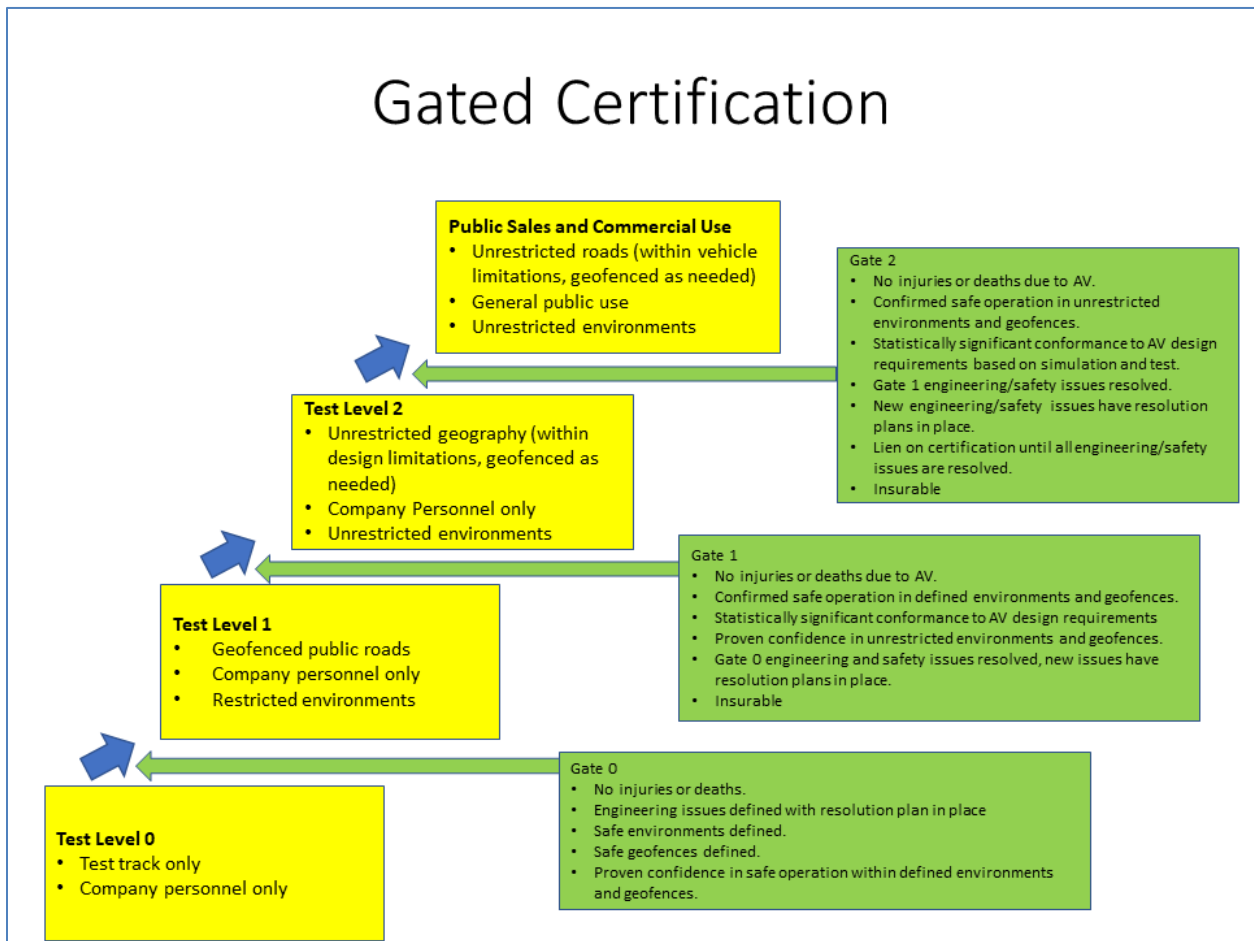 Gated Certification
Public Sales and Commercial Use
• Unrestricted roads (within vehicle
limitations, geofenced as needed)
• General public use
• Unrestricted environments
Gate 2
• No injuries or deaths due to AV.
• Confirmed safe operation in unrestricted
environments and geofences.
• Statistically significant conformance to AV design
requirements based on simulation and test.
• Gate 1 engineering/safety issues resolved.
• New engineering/safety issues have resolution
plans in place.
• Lien on certification until all engineering/safety
issues are resolved.
• Insurable
Test Level 2
• Unrestricted geography (within
design limitations, geofenced as
needed)
• Company Personnel only
• Unrestricted environments
Gate 1
• No injuries or deaths due to AV.
• Confirmed safe operation in defined environments and geofences.
• Statistically significant conformance to AV design requirements
• Proven confidence in unrestricted environments and geofences.
• Gate 0 engineering and safety issues resolved, new issues have
resolution plans in place.
• Insurable
Test Level 1
• Geofenced public roads
• Company personnel only
• Restricted environments
Gate 0
• No injuries or deaths.
• Engineering issues defined with resolution plan in place
• Safe environments defined.
• Safe geofences defined.
• Proven confidence in safe operation within defined environments
and geofences.
Test Level 0
• Test track only
• Company personnel only